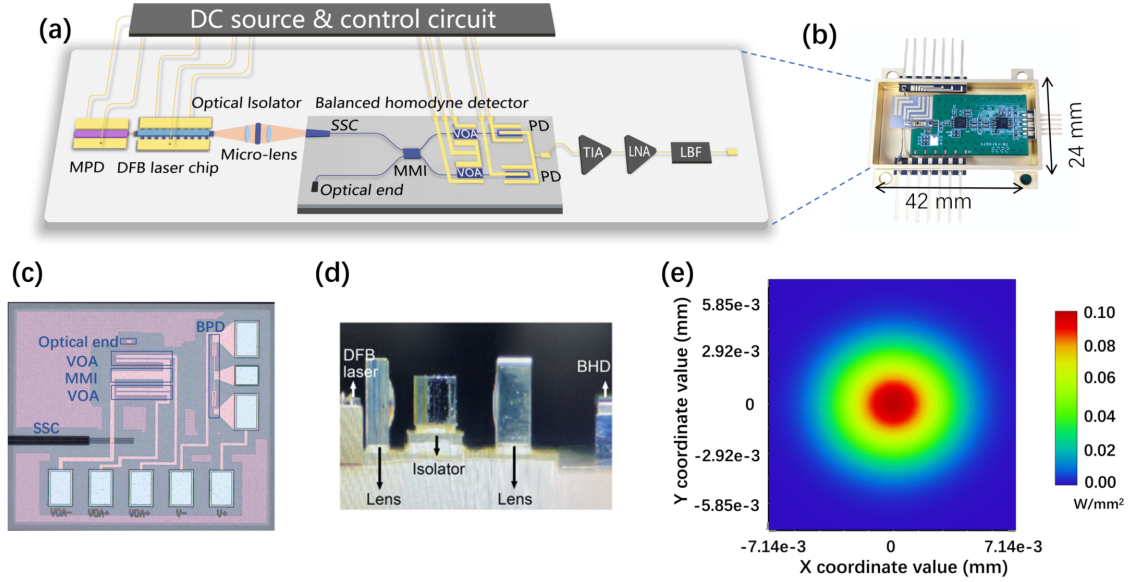 DC source & control circuit
(a)
Optical Isolator
Balanced homodyne detector
SSC
VOA
PD
MPD
DFB laser chip
Micro-lens
MMI
VOA
PD
Optical end
TIA
LNA
LBF
(b)
24 mm
42 mm
(c)
BPD
Optical end
VOA
MMI
VOA
SSC
VOA- VOA+ VOA+ V- V+
(d)
DFB
laser
BHD
Isolator
Lens
Lens
(e)
Y coordinate value (mm)
5.85e-3
2.92e-3
0
-2.92e-3
-5.85e-3
-7.14e-3 0 7.14e-3
X coordinate value (mm)
0.10
0.08
0.06
0.04
0.02
0.00
W/mm²